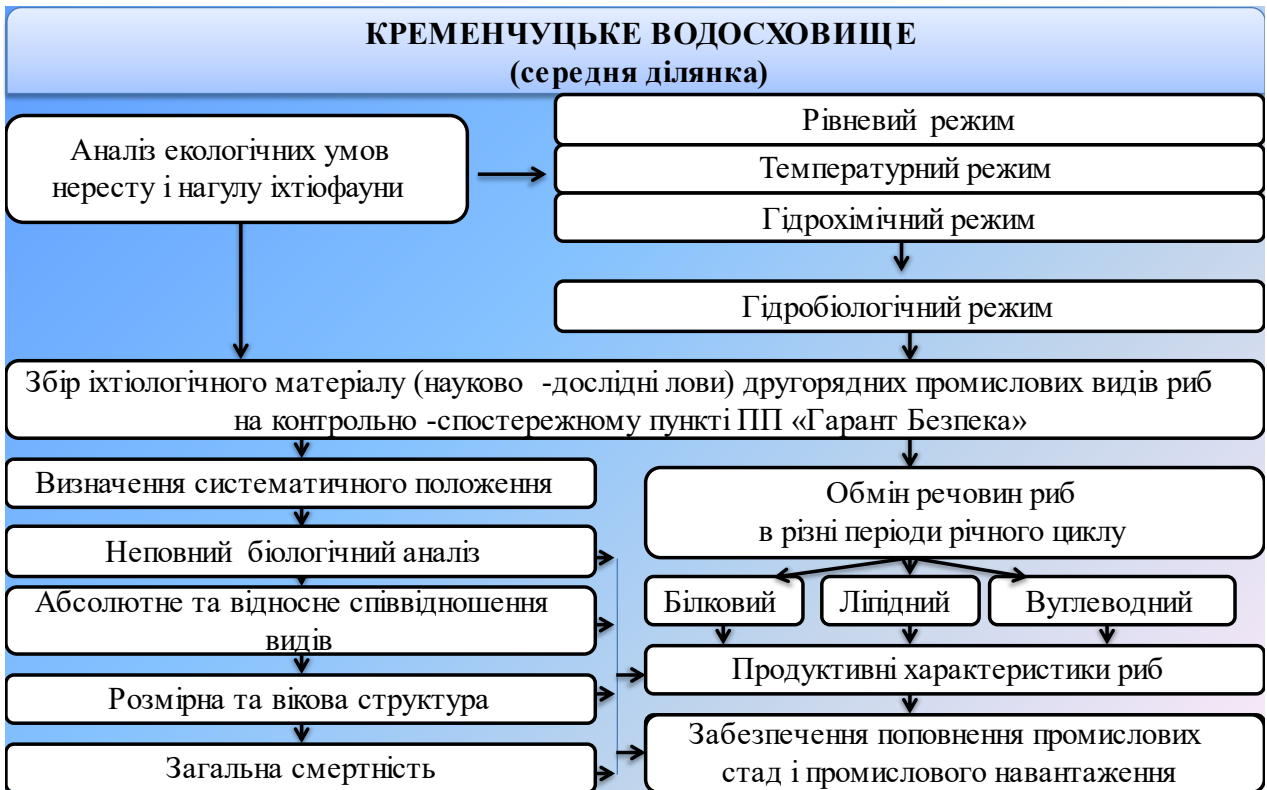 КРЕМЕНЧУЦЬКЕ ВОДОСХОВИЩЕ
(середня ділянка)
Аналіз екологічних умов
нересту і нагулу іхтіофауни
Рівневий режим
Температурний режим
Гідрохімічний режим
Гідробіологічний режим
Збір іхтіологічного матеріалу (науково -дослідні лови) другорядних промислових видів риб
на контрольно -спостережному пункті ПП «Гарант Безпека»
Визначення систематичного положення
Неповний біологічний аналіз
Абсолютне та відносне співвідношення
видів
Розмірна та вікова структура
Загальна смертність
Обмін речовин риб
в різні періоди річного циклу
Білковий
Ліпідний
Вуглеводний
Продуктивні характеристики риб
Забезпечення поповнення промислових
стад і промислового навантаження